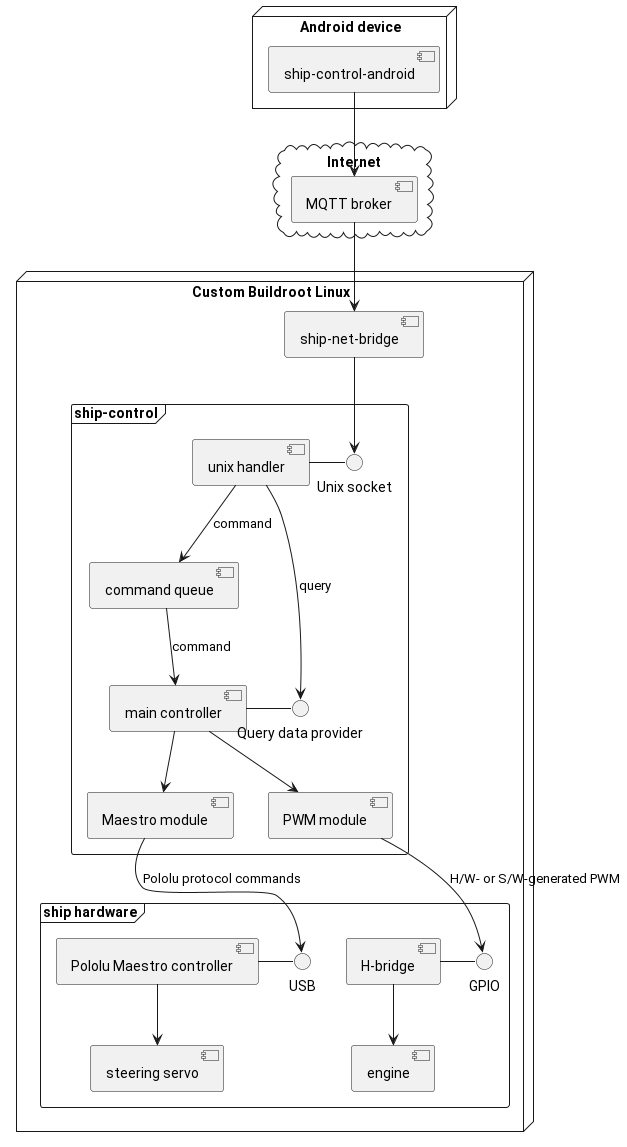 Android device
ship-control-android
Internet
MQTT broker
Custom Buildroot Linux
ship-net-bridge
ship-control
unix handler
Unix socket
command
query
command queue
command
main controller
Query data provider
Maestro module
PWM module
Pololu protocol commands
H/W- or S/W-generated PWM
ship hardware
Pololu Maestro controller
USB
H-bridge
GPIO
steering servo
engine